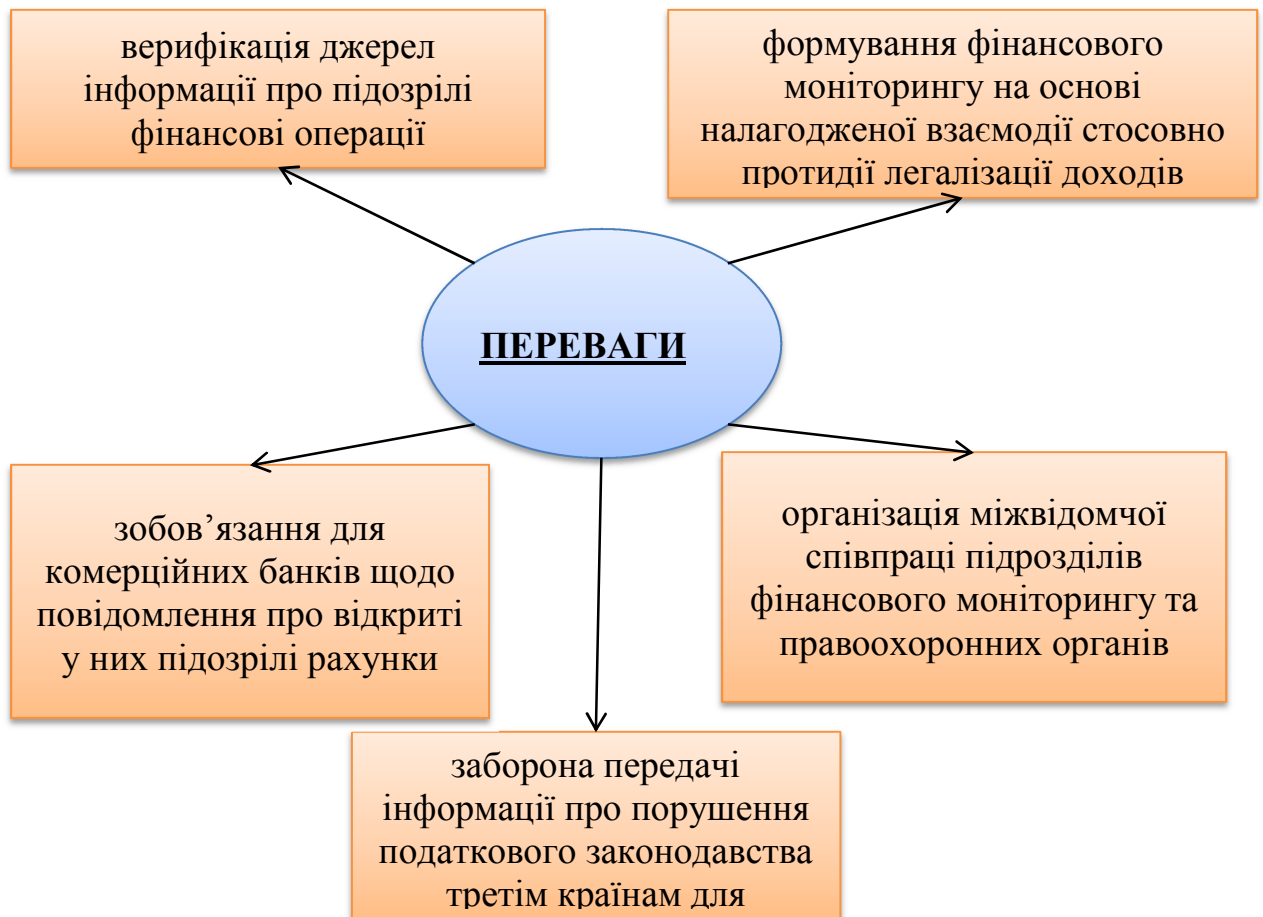 верифікація джерел
інформації про підозрілі
фінансові операції
формування фінансового
моніторингу на основі
налагодженої взаємодії стосовно
протидії легалізації доходів
ПЕРЕВАГИ
зобов’язання для
комерційних банків щодо
повідомлення про відкриті
у них підозрілі рахунки
організація міжвідомчої
співпраці підрозділів
фінансового моніторингу та
правоохоронних органів
заборона передачі
інформації про порушення
податкового законодавства
третім країнам для